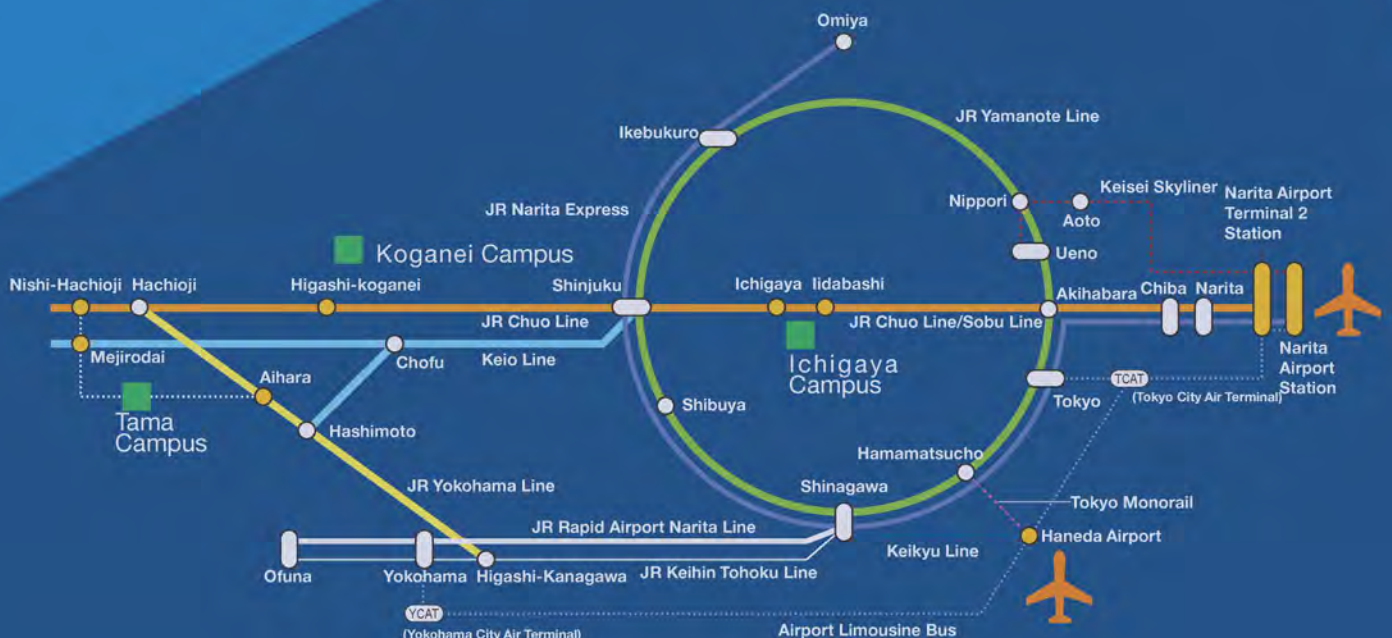 Omiya
Ikebukuro
JR Yamanote Line
JR Narita Express
Nippori
Keisei Skyliner
Aoto
Narita Airport
Terminal 2
Station
Ueno
Koganei Campus
Nishi-Hachioji
Hachioji
Higashi-koganei
Shinjuku
Ichigaya
Iidabashi
Akihabara
Chiba
Narita
JR Chuo Line
JR Chuo Line/Sobu Line
Mejirodai
Chofu
Keio Line
Ichigaya
Campus
Narita
Airport
Station
Aihara
Tama
Campus
Hashimoto
Shibuya
Tokyo
TCAT
(Tokyo City Air Terminal)
Hamamatsucho
Shinagawa
JR Yokohama Line
Tokyo Monorail
JR Rapid Airport Narita Line
Keikyu Line
Haneda Airport
Ofuna
Yokohama
Higashi-Kanagawa
JR Keihin Tohoku Line
YCAT
(Yokohama City Air Terminal)
Airport Limousine Bus